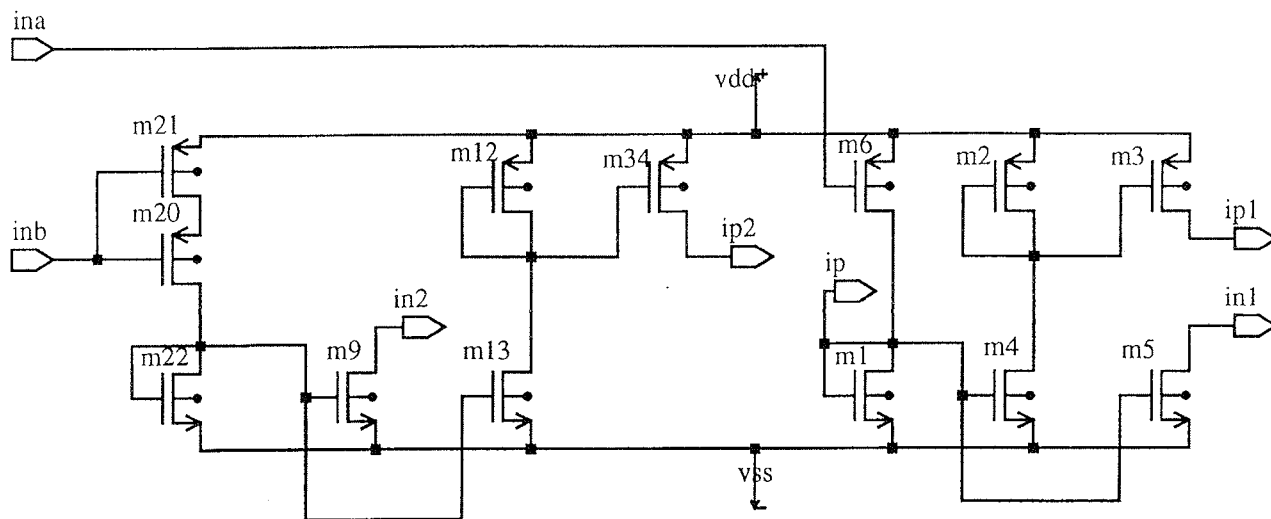 ina
vdd+
m21
m12
m34
m6
m2
m3
m20
inb
ip2
ip1
ip
in2
in1
m22
m9
m13
m1
m4
m5
vss
-